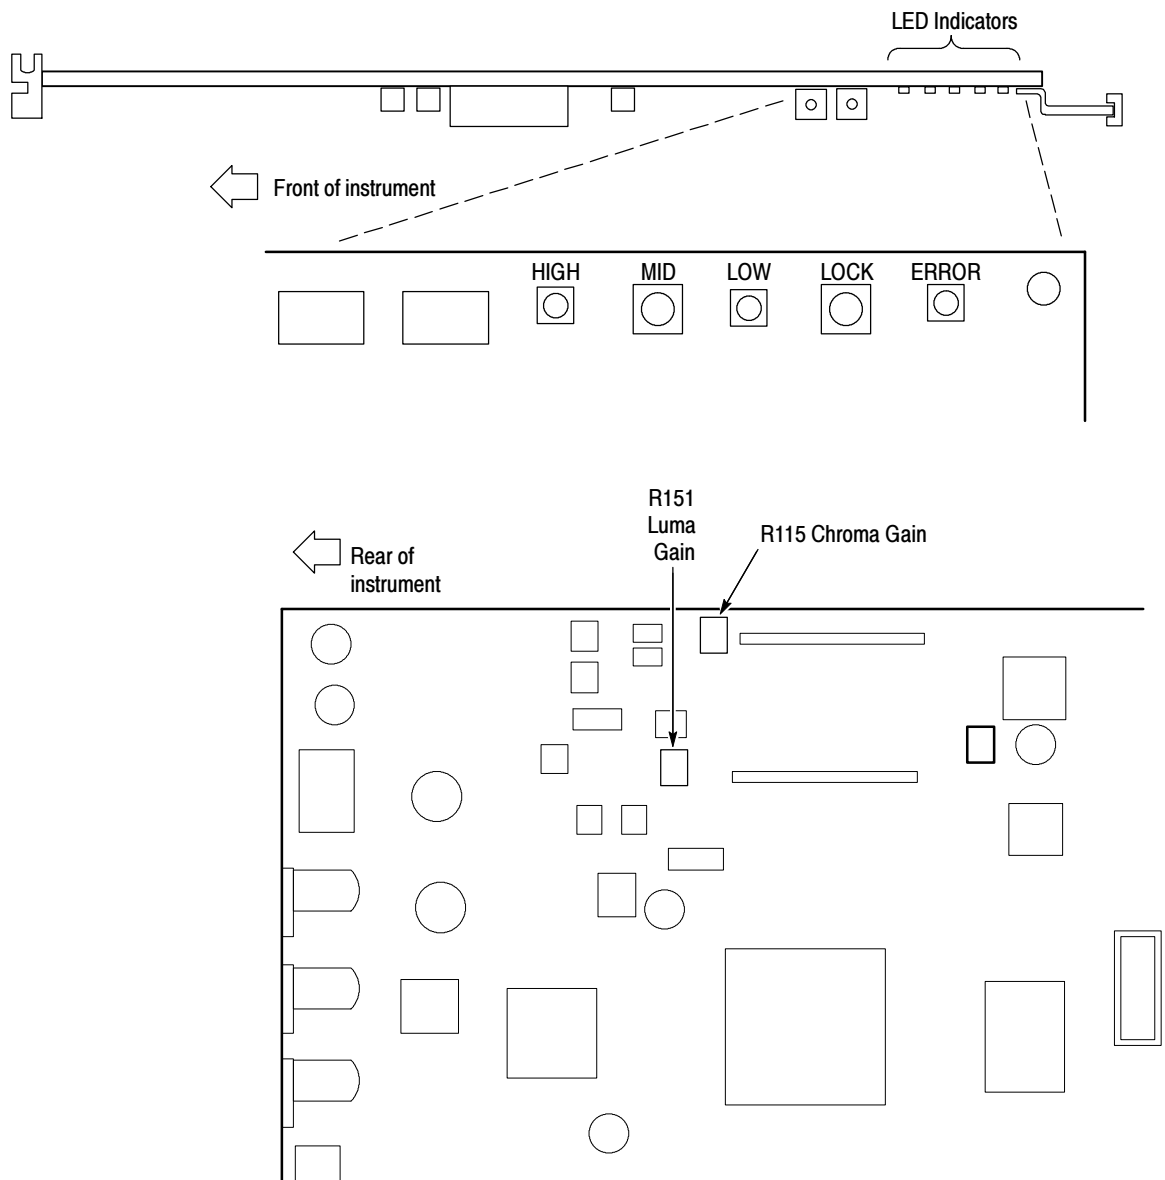 LED Indicators
Front of instrument
HIGH
MID
LOW
LOCK
ERROR
R151
Luma
Gain
R115 Chroma Gain
Rear of
instrument